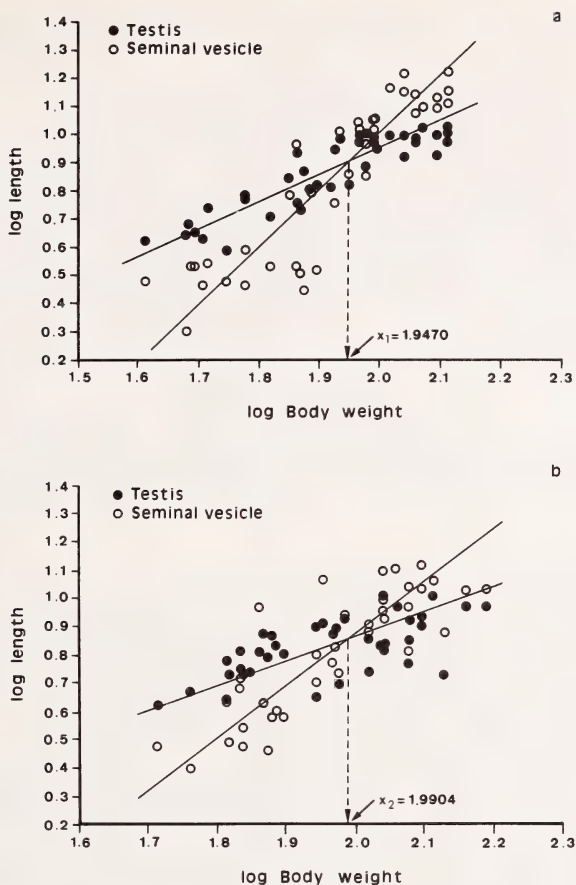 a
● Testis
○ Seminal vesicle
1.4
1.3
1.2
1.1
1.0
0.9
0.8
0.7
0.6
0.5
0.4
0.3
0.2
log length
x₁=1.9470
1.5 1.6 1.7 1.8 1.9 2.0 2.1 2.2 2.3
log Body weight
b
● Testis
○ Seminal vesicle
1.4
1.3
1.2
1.1
1.0
0.9
0.8
0.7
0.6
0.5
0.4
0.3
0.2
log length
x₂=1.9904
1.6 1.7 1.8 1.9 2.0 2.1 2.2 2.3
log Body weight